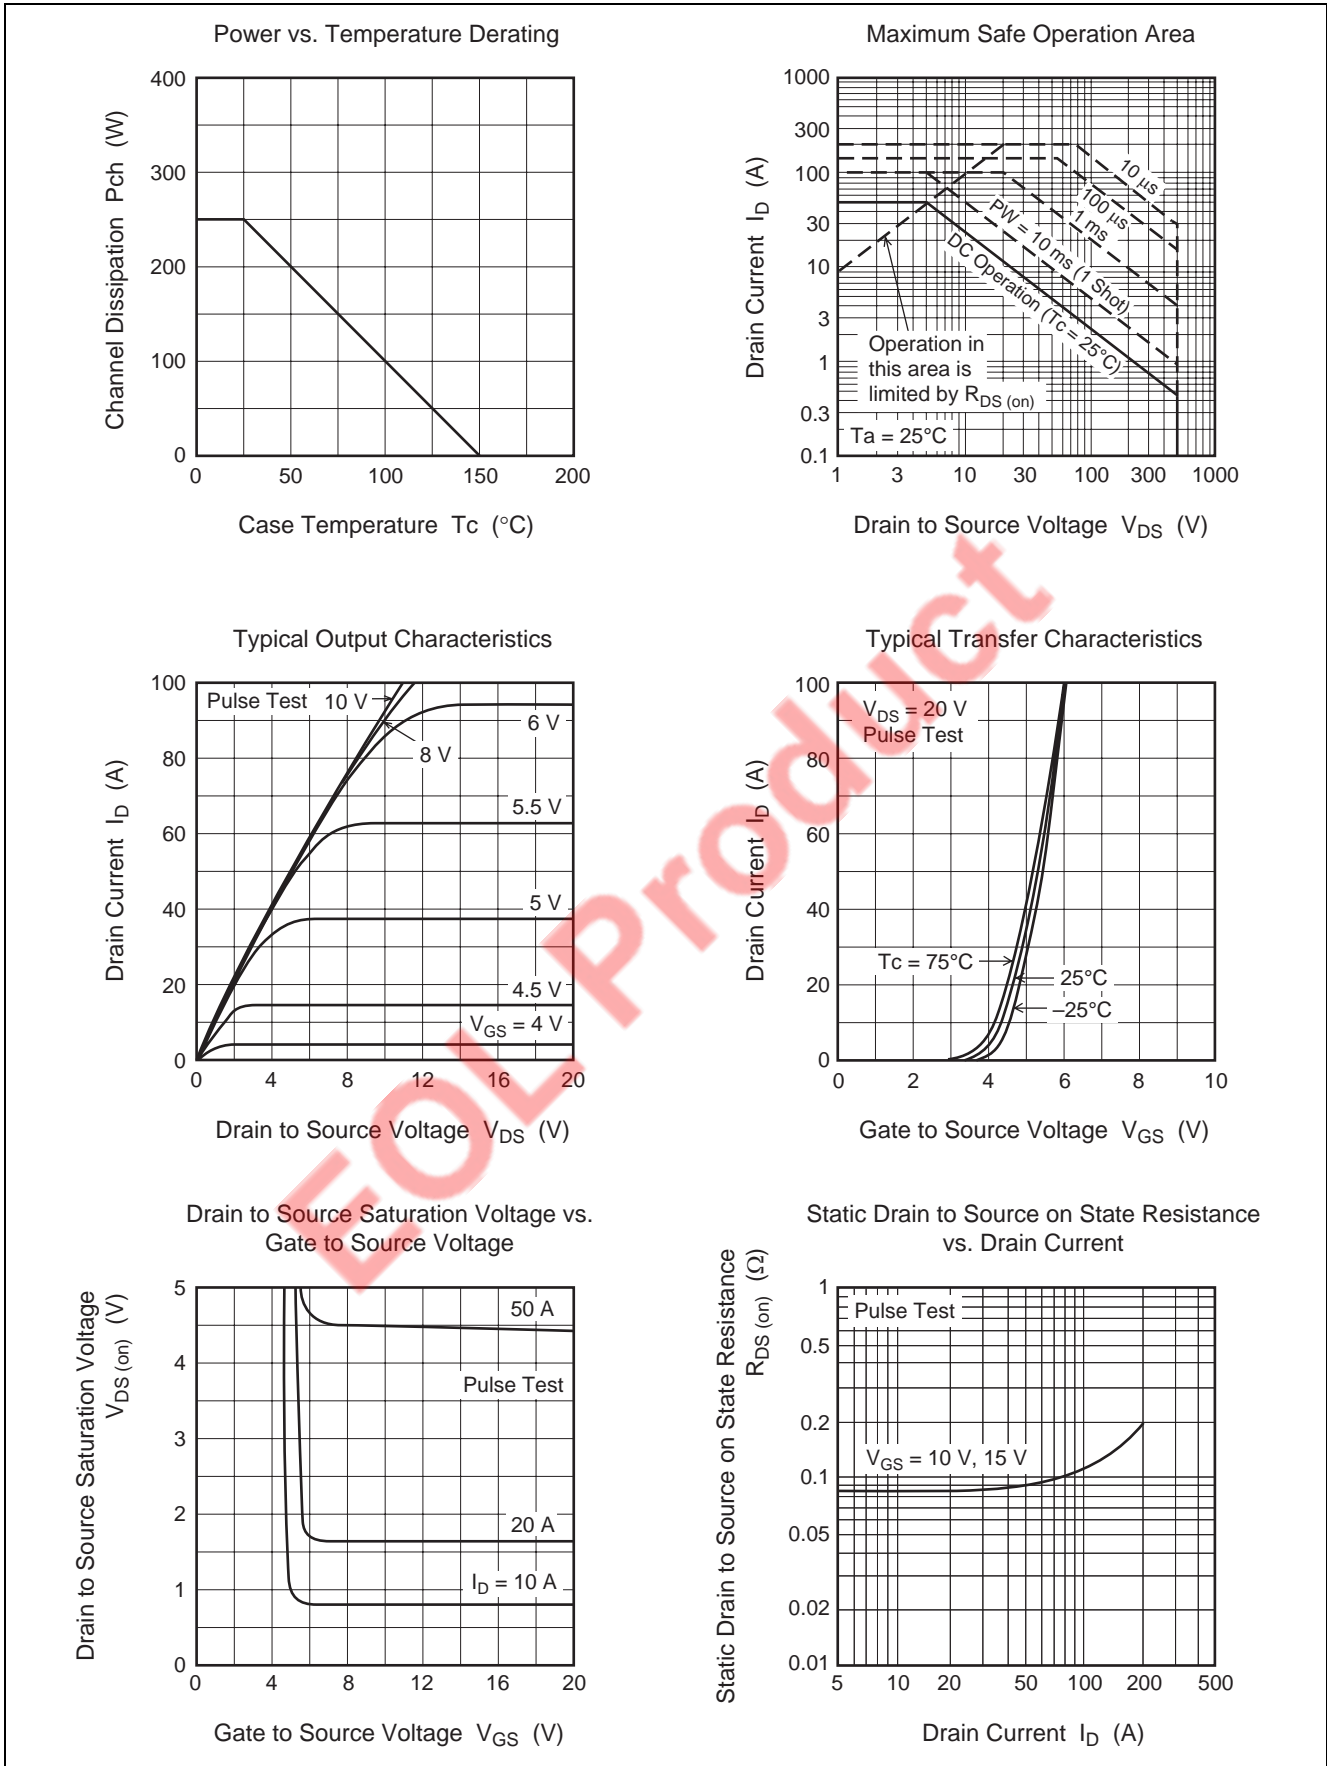 Power vs. Temperature Derating
400
300
200
100
0
0 50 100 150 200
Channel Dissipation Pch (W)
Case Temperature Tc (°C)
Maximum Safe Operation Area
1000
300
100
30
10
3
1
0.3
0.1
1 3 10 30 100 300 1000
Drain Current ID (A)
10 µs
100 µs
1 ms
PW = 10 ms (1 Shot)
DC Operation (Tc = 25°C)
Operation in
this area is
limited by RDS (on)
Ta = 25°C
Drain to Source Voltage VDS (V)
Typical Output Characteristics
100
80
60
40
20
0
0 4 8 12 16 20
Drain Current ID (A)
Pulse Test 10 V
6 V
8 V
5.5 V
5 V
4.5 V
VGS = 4 V
Drain to Source Voltage VDS (V)
Typical Transfer Characteristics
100
80
60
40
20
0
0 2 4 6 8 10
Drain Current ID (A)
VDS = 20 V
Pulse Test
Tc = 75°C
25°C
–25°C
Gate to Source Voltage VGS (V)
EOL Product
Drain to Source Saturation Voltage vs.
Gate to Source Voltage
5
4
3
2
1
0
0 4 8 12 16 20
Drain to Source Saturation Voltage
VDS (on) (V)
50 A
Pulse Test
20 A
ID = 10 A
Gate to Source Voltage VGS (V)
Static Drain to Source on State Resistance
vs. Drain Current
1
0.5
0.2
0.1
0.05
0.02
0.01
5 10 20 50 100 200 500
Static Drain to Source on State Resistance
RDS (on) (Ω)
Pulse Test
VGS = 10 V, 15 V
Drain Current ID (A)